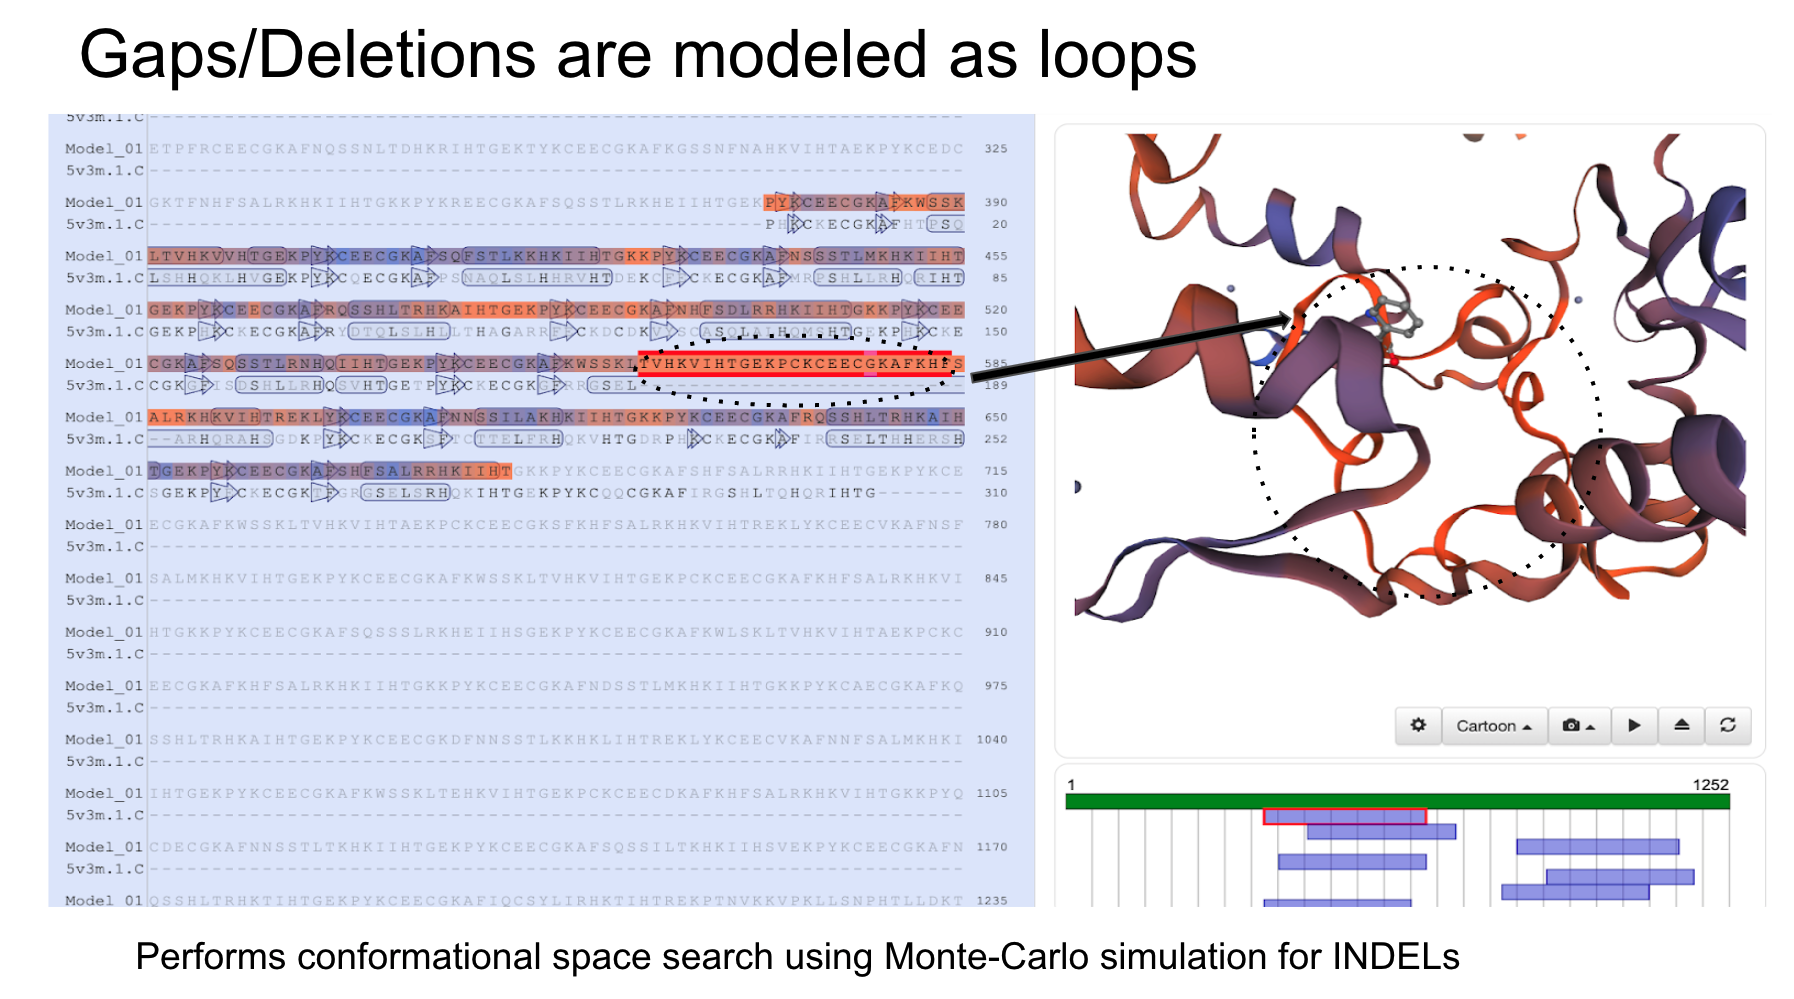 Gaps/Deletions are modeled as loops
5v3m.1.C
Model_01 ETPFRCEECGKAFNQSSNLTDHKRIHTGEKTYKCEECGKAFKGSSNFNAHKVIHTAEKPYKCEDC 325
5v3m.1.C
Model_01 GKTFNHFSALRKHKIIHTGKKPYKREECGKAFSQSSTLRKHEIIHTGEKPYKCEECGKAFKWSSK 390
5v3m.1.C PHKCKECGKAFHTPSQ 20
Model_01 LTVHKVVHTGEKPYKCEECGKAFSQFSTLKKHKIIHTGKKPYKCEECGKAFNSSSTLMKHKIIHT 455
5v3m.1.C LSHHQKLHVGEKPYKCQECGKAFPSNAQLSLHHRVHTDEKCFECKECGKAFMRPSHLLRHQRIHT 85
Model_01 GEKPYKCEECGKAFRQSSHLTRHKAIHTGEKPYKCEECGKAFNHFSDLRRHKIIHTGKKPYKCEE 520
5v3m.1.C GEKPHKCKECGKAFRYDTQLSLHLLTHAGARRFECKDCDKVYSCASQLALHQMSHTGEKPHKCKE 150
Model_01 CGKAFSQSSTLRNHQIIHTGEKPYKCEECGKAFKWSSKLTVHKVIHTGEKPCKCEECGKAFKHFS 585
5v3m.1.C CGKGFISDSHLLRHQSVHTGETPYKCKECGKGFRRGSEL 189
Model_01 ALRKHKVIHTREKLYKCEECGKAFNNSSILAKHKIIHTGKKPYKCEECGKAFRQSSHLTRHKAIH 650
5v3m.1.C --ARHQRAHSGDKPYKCKECGKSFTCTTELFRHQKVHTGDRPHKCKECGKAFIRRSELTHHERSH 252
Model_01 TGEKPYKCEECGKAFSHFSALRRHKIIHTGKKPYKCEECGKAFSHFSALRRHKIIHTGEKPYKCE 715
5v3m.1.C SGEKPYECKECGKTFGRGSELSRHQKIHTGEKPYKCQQCGKAFIRGSHLTQHQRIHTG------- 310
Model_01 ECGKAFKWSSKLTVHKVIHTAEKPCKCEECGKSFKHFSALRKHKVIHTREKLYKCEECVKAFNSF 780
5v3m.1.C
Model_01 SALMKHKVIHTGEKPYKCEECGKAFKWSSKLTVHKVIHTGEKPCKCEECGKAFKHFSALRKHKVI 845
5v3m.1.C
Model_01 HTGKKPYKCEECGKAFSQSSSLRKHEIIHSGEKPYKCEECGKAFKWLSKLTVHKVIHTAEKPCKC 910
5v3m.1.C
Model_01 EECGKAFKHFSALRKHKIIHTGKKPYKCEECGKAFNDSSTLMKHKIIHTGKKPYKCAECGKAFKQ 975
5v3m.1.C
Model_01 SSHLTRHKAIHTGEKPYKCEECGKDFNNSSTLKKHKLIHTREKLYKCEECVKAFNNFSALMKHKI 1040
5v3m.1.C
Model_01 IHTGEKPYKCEECGKAFKWSSKLTEHKVIHTGEKPCKCEECDKAFKHFSALRKHKVIHTGKKPYQ 1105
5v3m.1.C
Model_01 CDECGKAFNNSSTLTKHKIIHTGEKPYKCEECGKAFSQSSILTKHKIIHSVEKPYKCEECGKAFN 1170
5v3m.1.C
Model_01 QSSHLTRHKTIHTGEKPYKCEECGKAFIQCSYLIRHKTIHTREKPTNVKKVPKLLSNPHTLLDKT 1235
Cartoon
1 1252
Performs conformational space search using Monte-Carlo simulation for INDELs